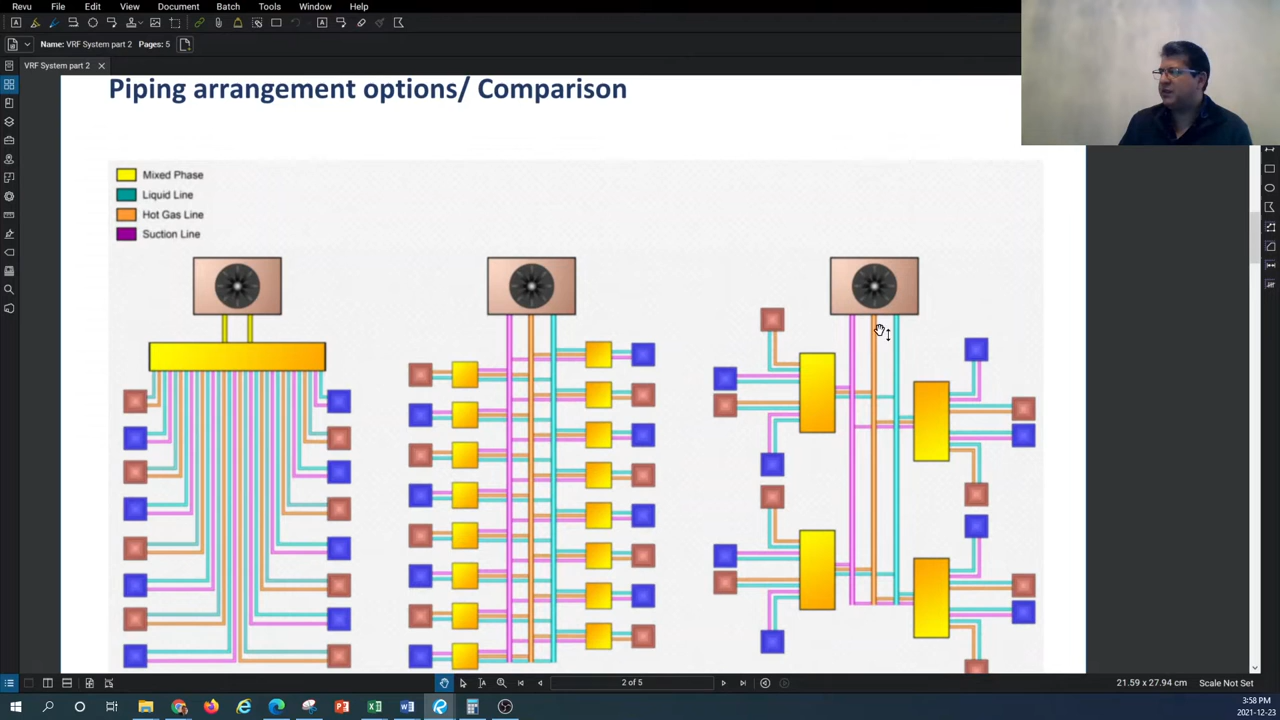 Revu File Edit View Document Batch Tools Window Help
Name: VRF System part 2 Pages: 5
VRF System part 2
Piping arrangement options/ Comparison
Mixed Phase
Liquid Line
Hot Gas Line
Suction Line
2 of 5
21.59 x 27.94 cm
Scale Not Set
3:58 PM
2021-12-23